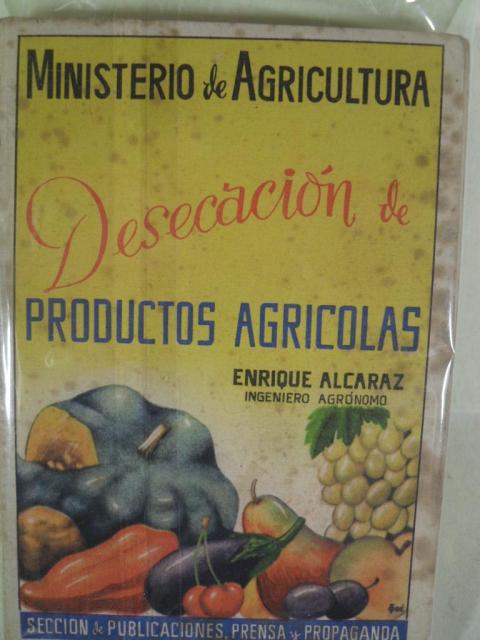 MINISTERIO de AGRICULTURA
Desecación de
PRODUCTOS AGRICOLAS
ENRIQUE ALCARAZ
INGENIERO AGRÓNOMO
SECCION de PUBLICACIONES, PRENSA y PROPAGANDA